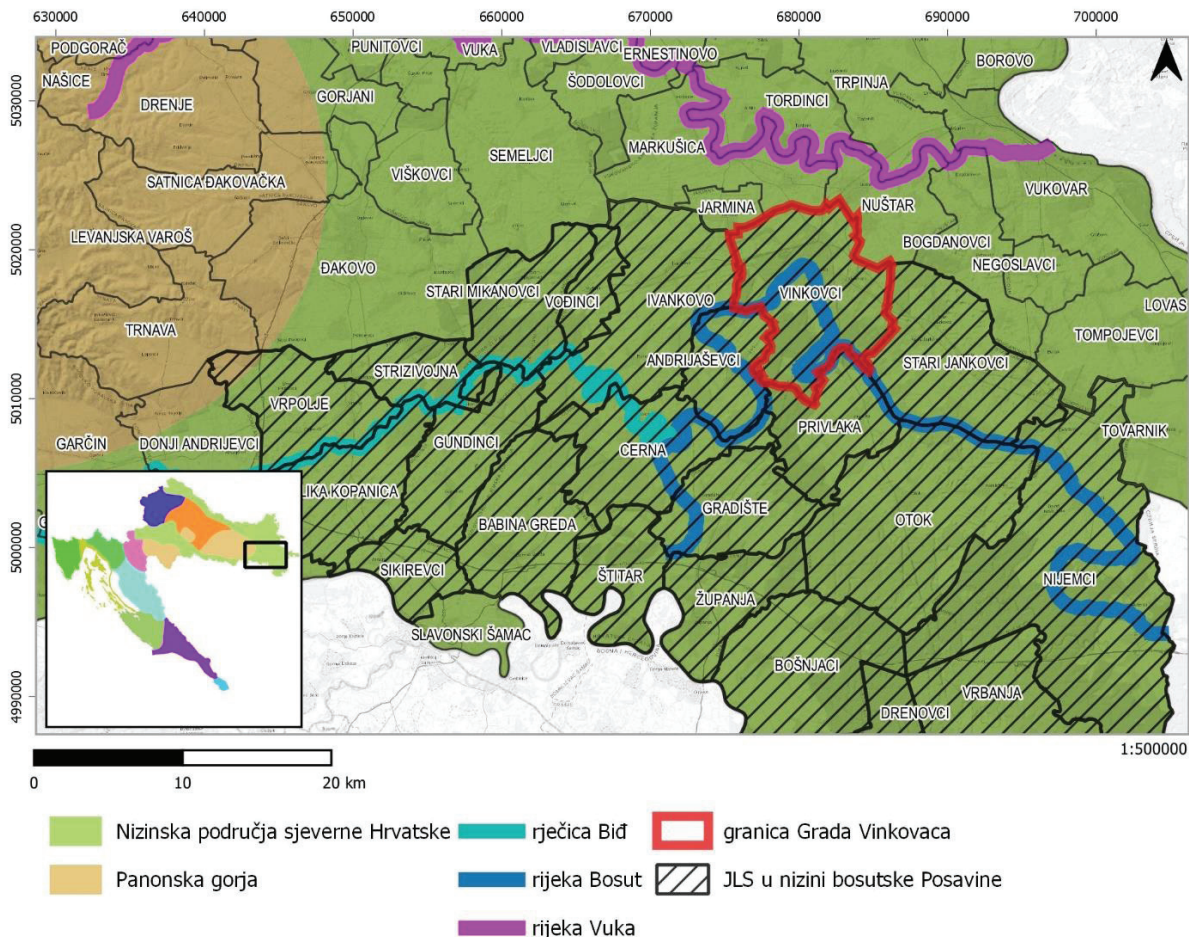 630000 640000 650000 660000 670000 680000 690000 700000
PODGORAČ
PUNITOVCI
VUKA
VLADISLAVCI
ERNESTINOVO
BOROVO
NAŠICE
DRENJE
GORJANI
ŠODOLOVCI
TRPINJA
TORDINCI
5030000
SEMELJCI
MARKUŠICA
SATNICA ĐAKOVAČKA
VIŠKOVCI
VUKOVAR
JARMINA
NUŠTAR
LEVANJSKA VAROŠ
5020000
ĐAKOVO
BOGDANOVCI
NEGOSLAVCI
STARI MIKANOVCI
VOĐINCI
IVANKOVO
VINKOVCI
LOVAS
TRNAVA
TOMPOJEVCI
STRIZIVOJNA
ANDRIJAŠEVCI
STARI JANKOVCI
5010000
VRPOLJE
GARČIN
DONJI ANDRIJEVCI
GUNDINCI
CERNA
PRIVLAKA
TOVARNIK
LIKA KOPANICA
BABINA GREDA
GRADIŠTE
OTOK
5000000
SIKIREVCI
ŠTITAR
ŽUPANJA
NIJEMCI
SLAVONSKI ŠAMAC
BOŠNJACI
VRBANJA
4990000
DRENOVCI
0 10 20 km
1:500000
Nizinska područja sjeverne Hrvatske
rječica Biđ
granica Grada Vinkovaca
Panonska gorja
rijeka Bosut
JLS u nizini bosutske Posavine
rijeka Vuka